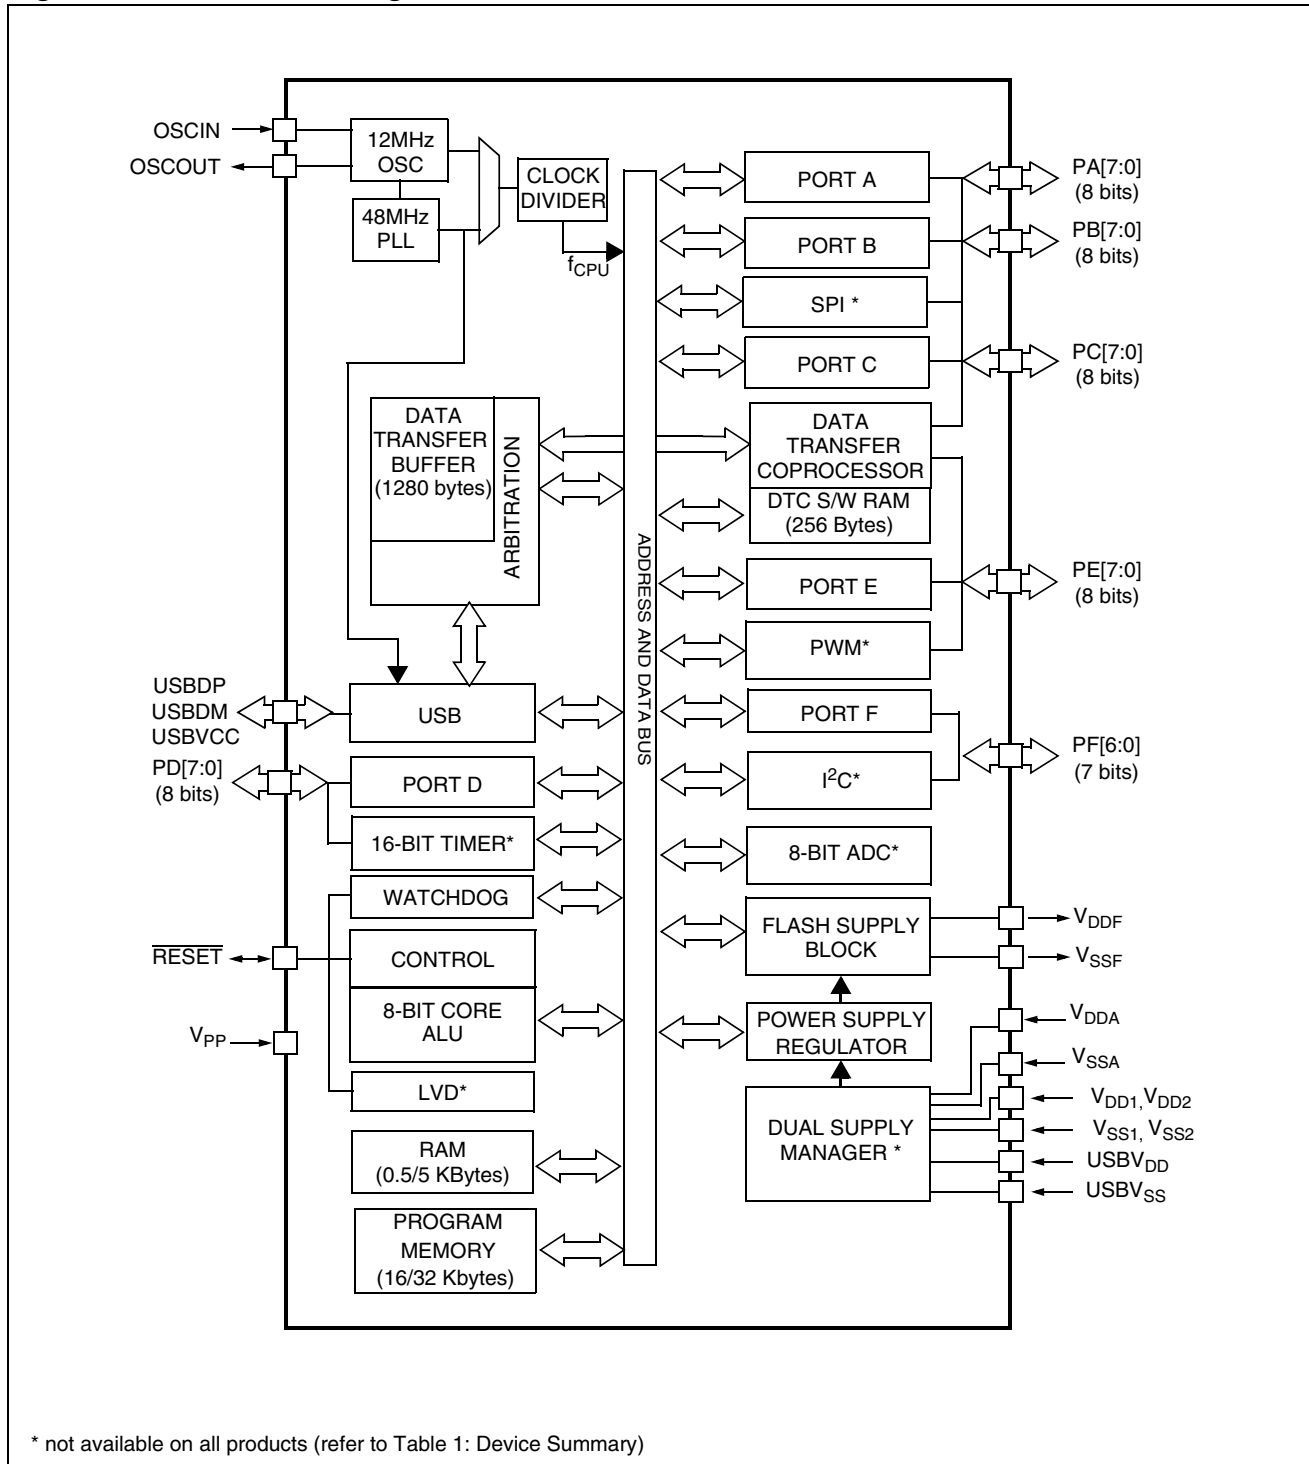 OSCIN
OSCOUT
12MHz
OSC
48MHz
PLL
CLOCK
DIVIDER
fCPU
DATA
TRANSFER
BUFFER
(1280 bytes)
ARBITRATION
USBDP
USBDM
USBVCC
USB
PD[7:0]
(8 bits)
PORT D
16-BIT TIMER*
WATCHDOG
RESET
CONTROL
8-BIT CORE
ALU
VPP
LVD*
RAM
(0.5/5 KBytes)
PROGRAM
MEMORY
(16/32 Kbytes)
ADDRESS AND DATA BUS
PORT A
PA[7:0]
(8 bits)
PORT B
PB[7:0]
(8 bits)
SPI *
PORT C
PC[7:0]
(8 bits)
DATA
TRANSFER
COPROCESSOR
DTC S/W RAM
(256 Bytes)
PORT E
PE[7:0]
(8 bits)
PWM*
PORT F
I²C*
PF[6:0]
(7 bits)
8-BIT ADC*
FLASH SUPPLY
BLOCK
VDDF
VSSF
POWER SUPPLY
REGULATOR
VDDA
VSSA
DUAL SUPPLY
MANAGER *
VDD1, VDD2
VSS1, VSS2
USBVDD
USBVSS
* not available on all products (refer to Table 1: Device Summary)